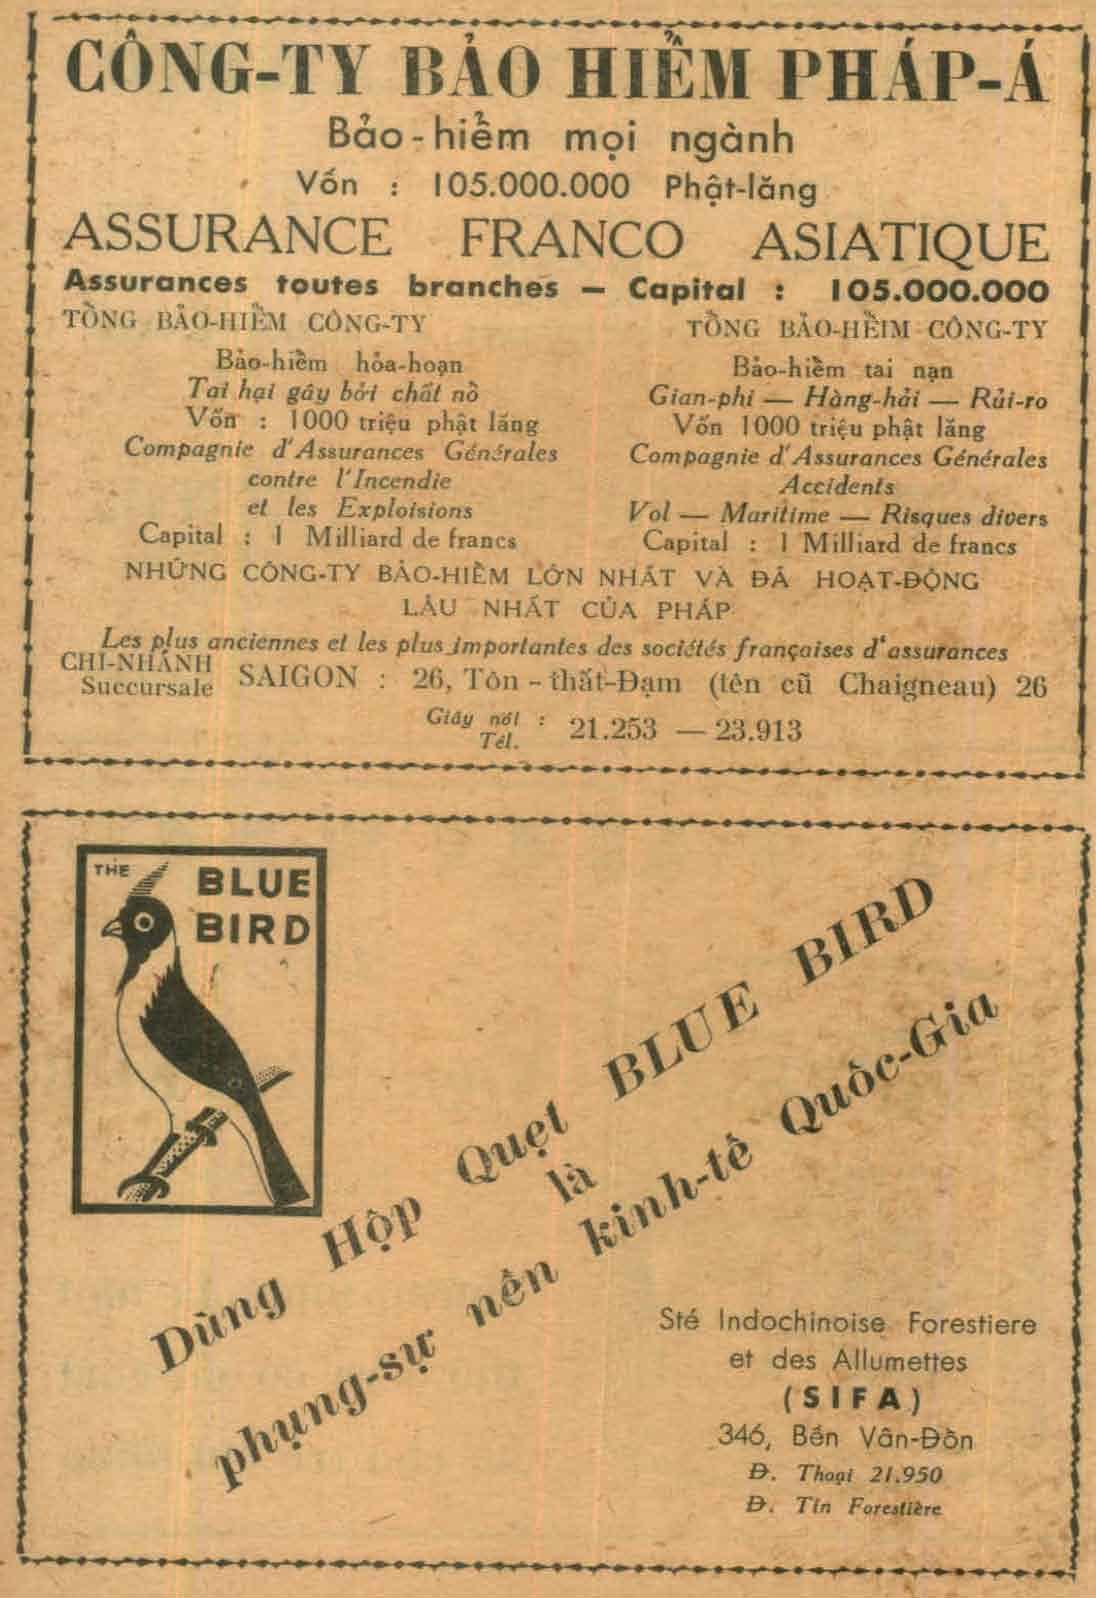 CÔNG-TY BẢO HIỂM PHÁP-Á
Bảo-hiểm mọi ngành
Vốn : 105.000.000 Phật-lăng
ASSURANCE FRANCO ASIATIQUE
Assurances toutes branches — Capital : 105.000.000
TỔNG BẢO-HIỂM CÔNG-TY
Bảo-hiểm hỏa-hoạn
Tai hại gây bởi chất nổ
Vốn : 1000 triệu phật lăng
Compagnie d'Assurances Générales
contre l'Incendie
et les Exploisions
Capital : 1 Milliard de francs
TỔNG BẢO-HỂIM CÔNG-TY
Bảo-hiểm tai nạn
Gian-phi — Hàng-hải — Rủi-ro
Vốn 1000 triệu phật lăng
Compagnie d'Assurances Générales
Accidents
Vol — Maritime — Risques divers
Capital : 1 Milliard de francs
NHỮNG CÔNG-TY BẢO-HIỂM LỚN NHẤT VÀ ĐÃ HOẠT-ĐỘNG
LÂU NHẤT CỦA PHÁP
Les plus anciennes et les plus importantes des sociétés françaises d'assurances
CHI-NHÁNH
Succursale
SAIGON : 26, Tôn-thất-Đạm (tên cũ Chaigneau) 26
Giây nói :
Tél.
21.253 — 23.913
THE BLUE
BIRD
Dùng Hộp Quẹt BLUE BIRD
là
phụng-sự nền kinh-tế Quốc-Gia
Sté Indochinoise Forestiere
et des Allumettes
(SIFA)
346, Bến Vân-Đồn
Đ. Thoại 21.950
Đ. Tín Forestière